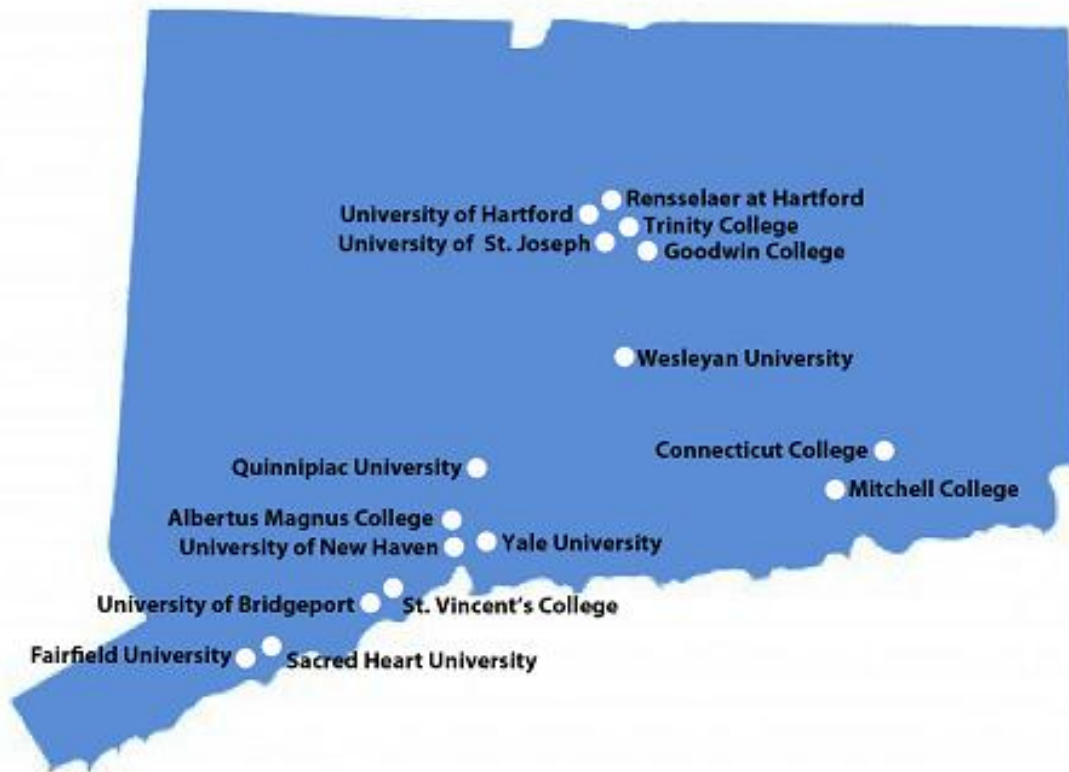 Rensselaer at Hartford
University of Hartford
Trinity College
University of St. Joseph
Goodwin College
Wesleyan University
Connecticut College
Quinnipiac University
Mitchell College
Albertus Magnus College
Yale University
University of New Haven
University of Bridgeport
St. Vincent's College
Fairfield University
Sacred Heart University